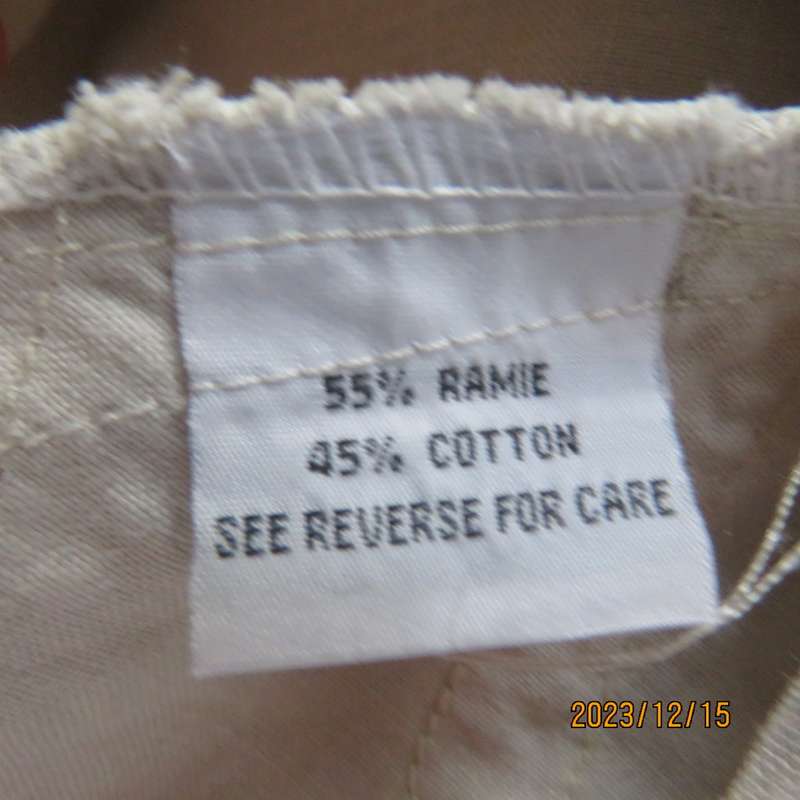 55% RAMIE
45% COTTON
SEE REVERSE FOR CARE
2023/12/15